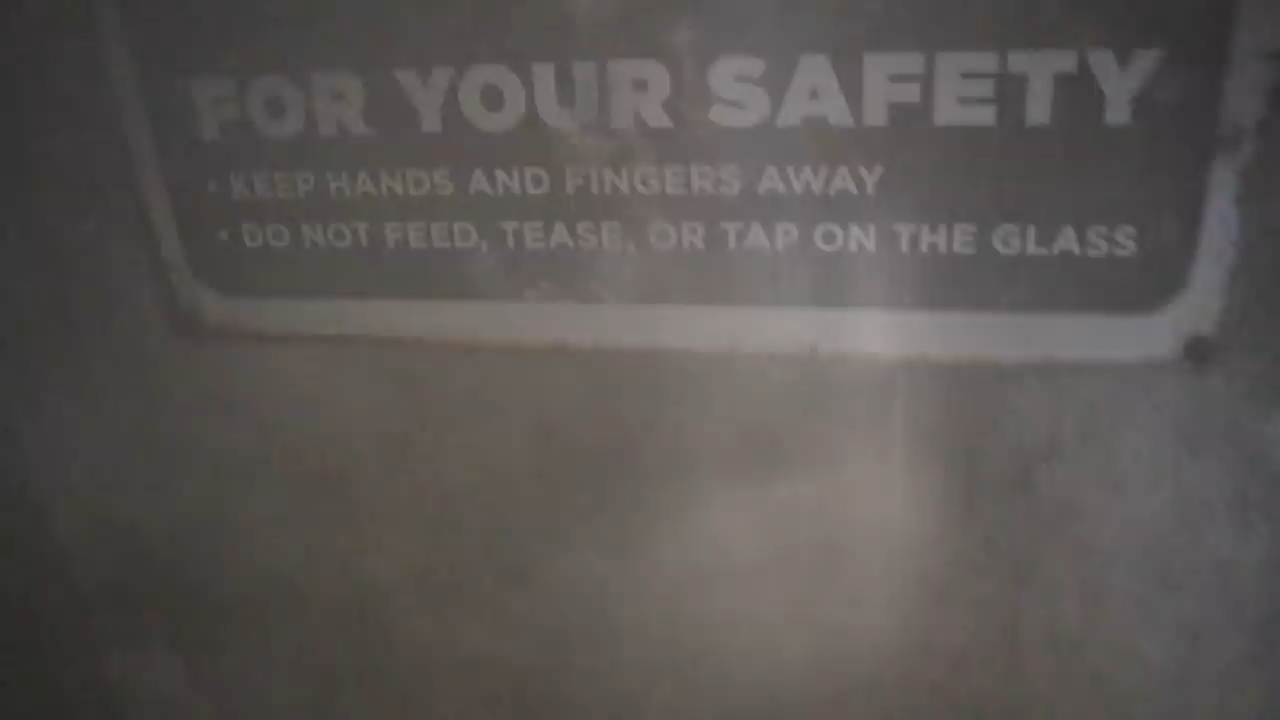 FOR YOUR SAFETY
• KEEP HANDS AND FINGERS AWAY
• DO NOT FEED, TEASE, OR TAP ON THE GLASS